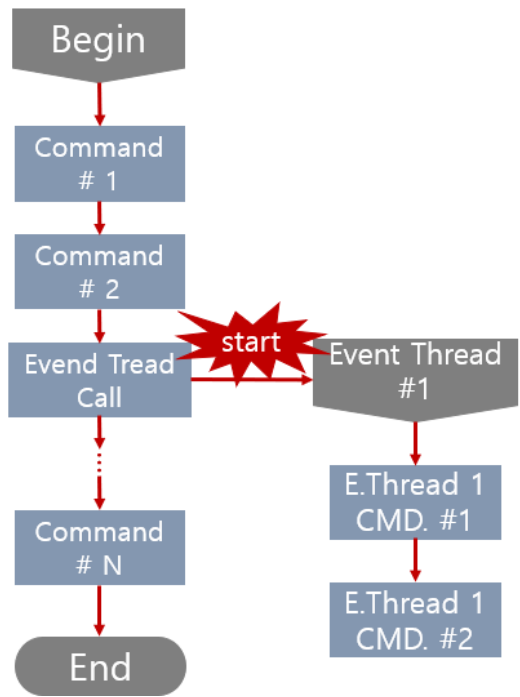 Begin
Command
# 1
Command
# 2
start
Evend Tread
Call
Event Thread
#1
E.Thread 1
CMD. #1
Command
# N
E.Thread 1
CMD. #2
End